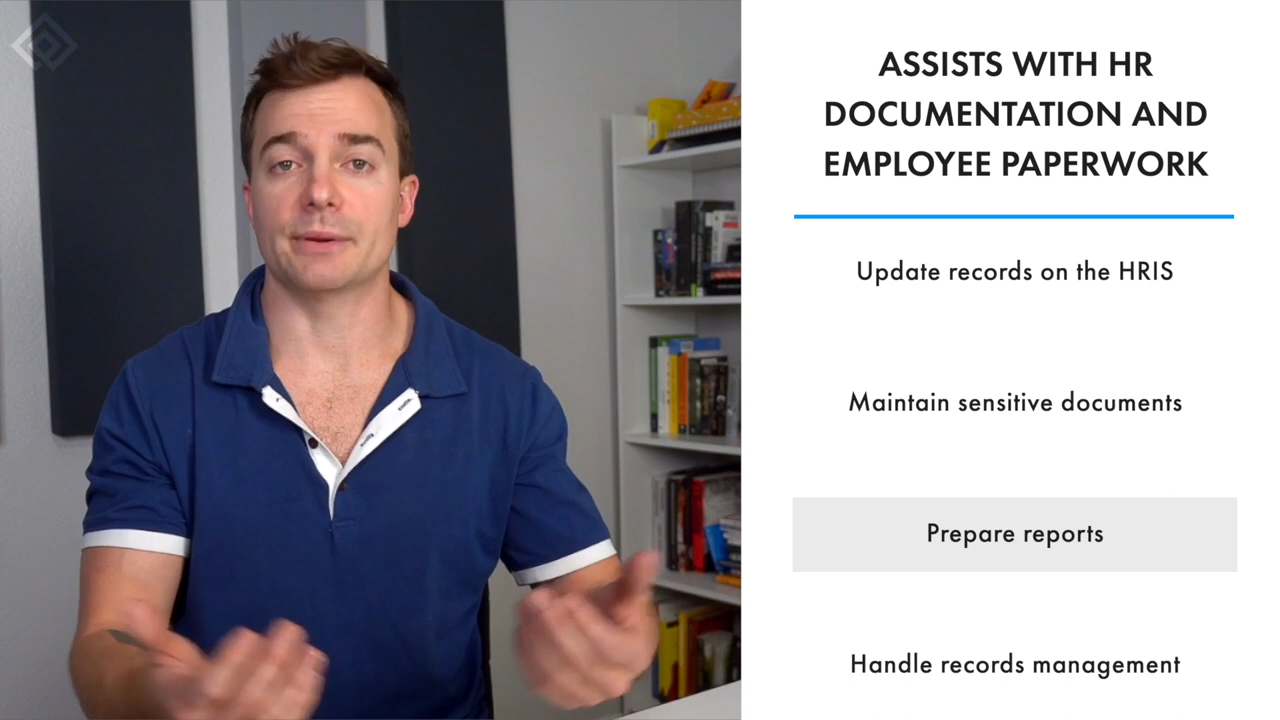 ASSISTS WITH HR
DOCUMENTATION AND
EMPLOYEE PAPERWORK
Update records on the HRIS
Maintain sensitive documents
Prepare reports
Handle records management